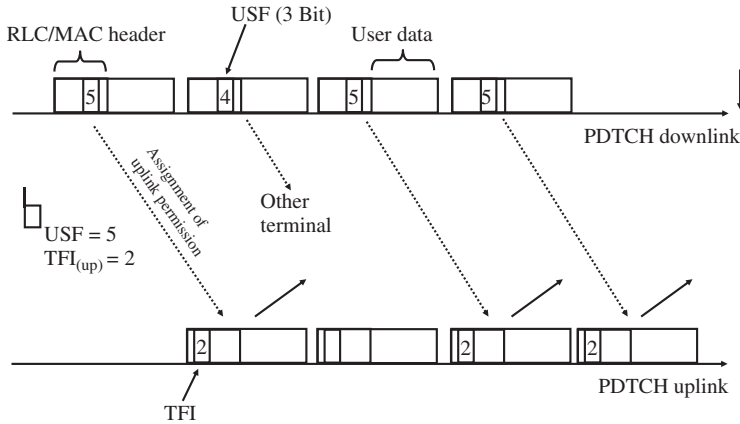 USF (3 Bit)
RLC/MAC header
User data
5
4
5
5
PDTCH downlink
Assignment of
uplink permission
Other
terminal
USF = 5
TFI(up) = 2
2
2
2
PDTCH uplink
TFI